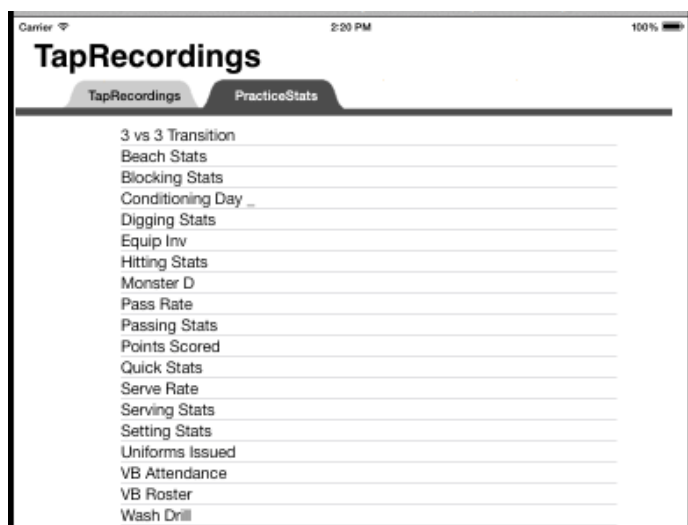 Carrier 2:20 PM 100%
TapRecordings
TapRecordings PracticeStats
3 vs 3 Transition
Beach Stats
Blocking Stats
Conditioning Day _
Digging Stats
Equip Inv
Hitting Stats
Monster D
Pass Rate
Passing Stats
Points Scored
Quick Stats
Serve Rate
Serving Stats
Setting Stats
Uniforms Issued
VB Attendance
VB Roster
Wash Drill